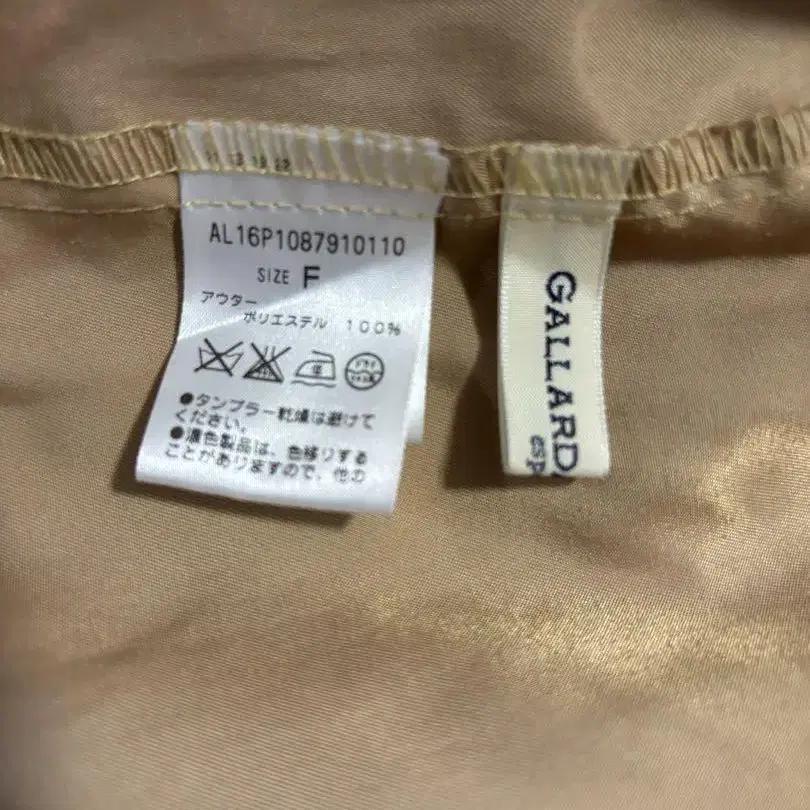 AL16P1087910110
SIZE F
アウター
ポリエステル 100%
●タンブラー乾燥は避けて
ください。
●濃色製品は、色移りする
ことがありますので、他の
GALLARD
esp